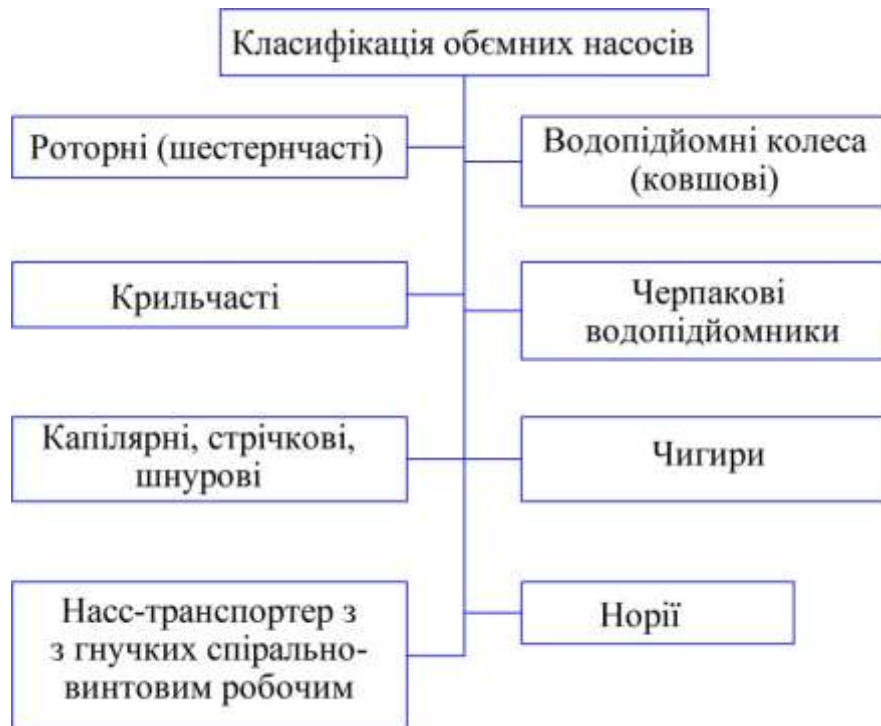 Класифікація обємних насосів
Роторні (шестернчасті)
Водопідйомні колеса
(ковшові)
Крильчасті
Черпакові
водопідйомники
Капілярні, стрічкові,
шнурові
Чигири
Насс-транспортер з
з гнучких спірально-
винтовим робочим
Норії